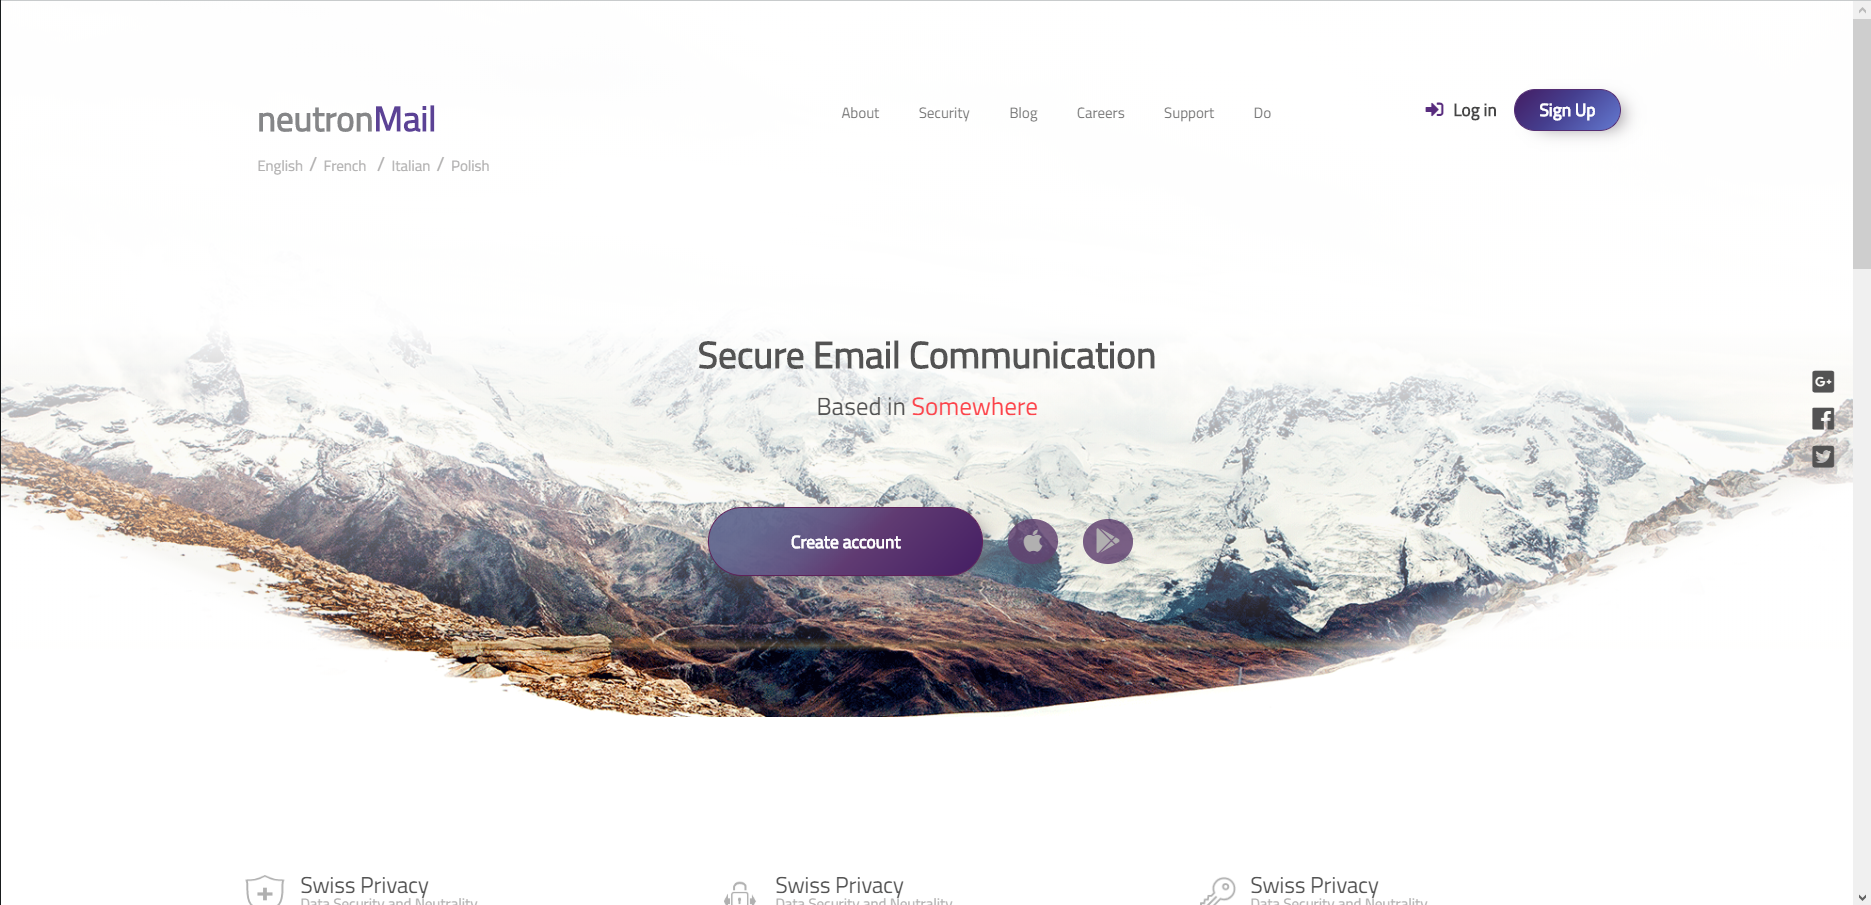 neutronMail
English / French / Italian / Polish
About Security Blog Careers Support Do
Log in
Sign Up
Secure Email Communication
Based in Somewhere
Create account
Swiss Privacy
Data Security and Neutrality
Swiss Privacy
Data Security and Neutrality
Swiss Privacy
Data Security and Neutrality